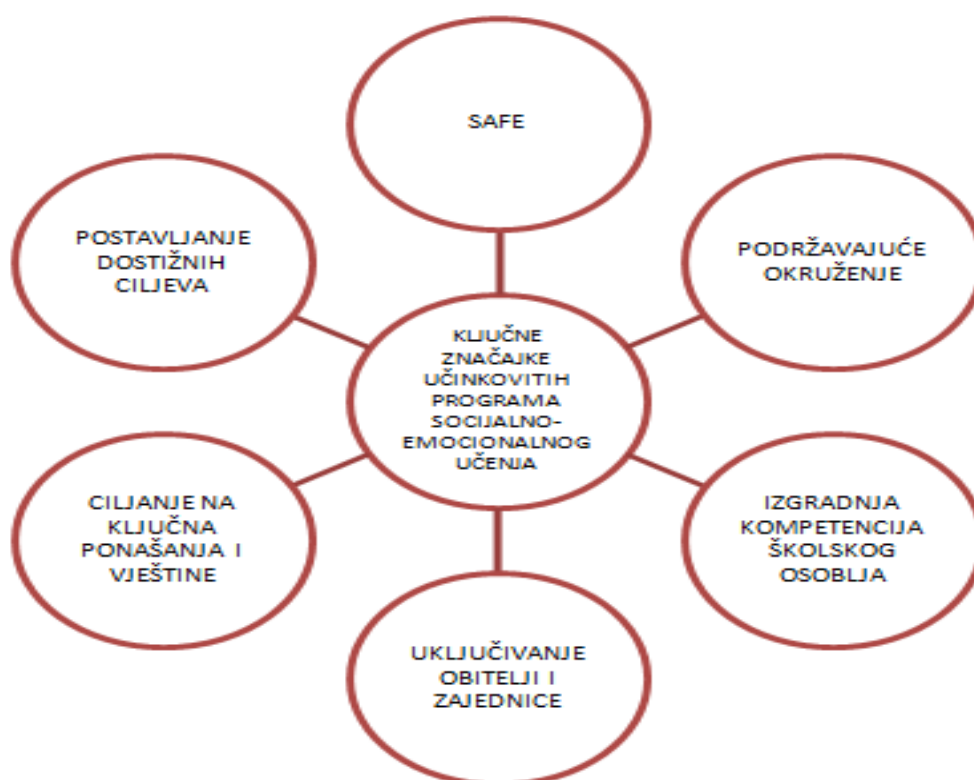 SAFE
POSTAVLJANJE
DOSTIŽNIH
CILJEVA
PODRŽAVAJUĆE
OKRUŽENJE
KLJUČNE
ZNAČAJKE
UČINKOVITIH
PROGRAMA
SOCIJALNO-
EMOCIONALNOG
UČENJA
CILJANJE NA
KLJUČNA
PONAŠANJA I
VJEŠTINE
IZGRADNJA
KOMPETENCIJA
ŠKOLSKOG
OSOBLJA
UKLJUČIVANJE
OBITELJI I
ZAJEDNICE